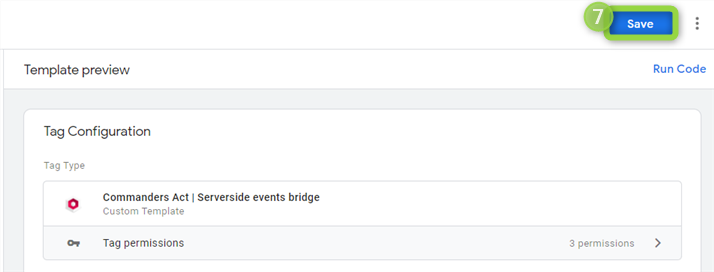 7
Save
Template preview
Run Code
Tag Configuration
Tag Type
Commanders Act | Serverside events bridge
Custom Template
Tag permissions
3 permissions